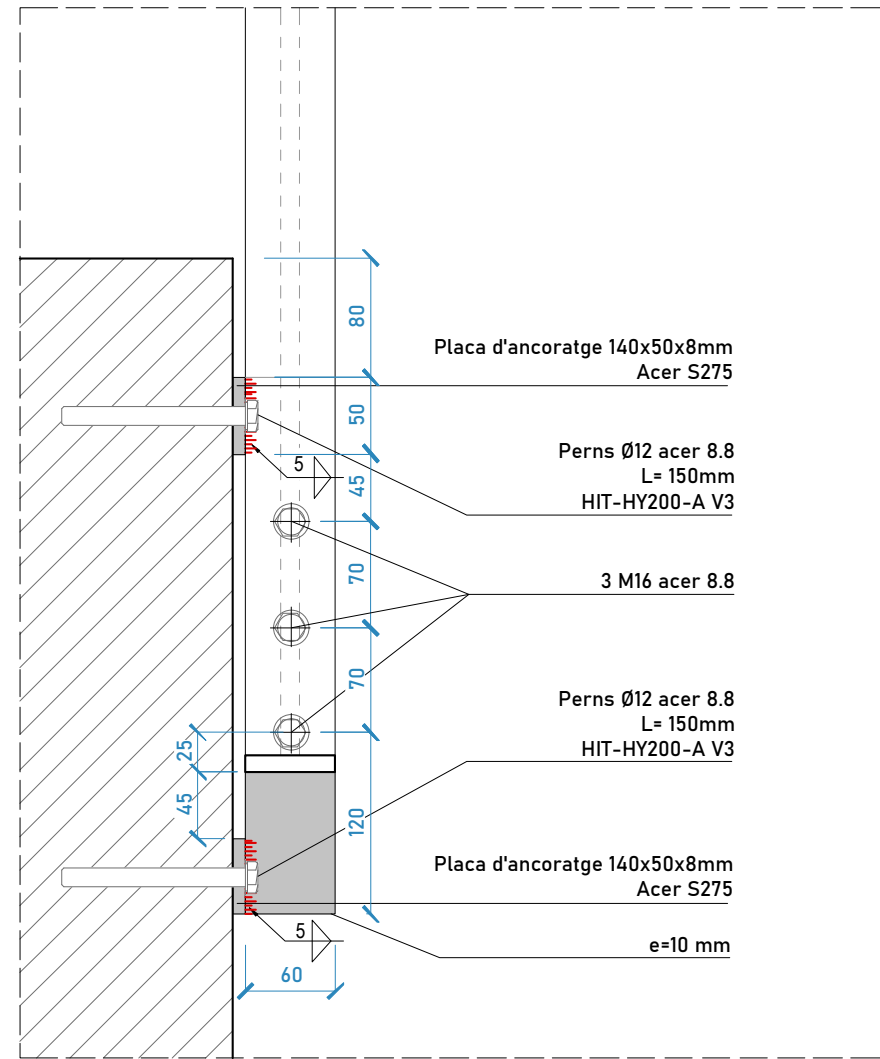 80
Placa d'ancoratge 140x50x8mm
Acer S275
50
Perns Ø12 acer 8.8
L= 150mm
HIT-HY200-A V3
5
45
3 M16 acer 8.8
70
70
Perns Ø12 acer 8.8
L= 150mm
HIT-HY200-A V3
25
45
120
Placa d'ancoratge 140x50x8mm
Acer S275
5
e=10 mm
60